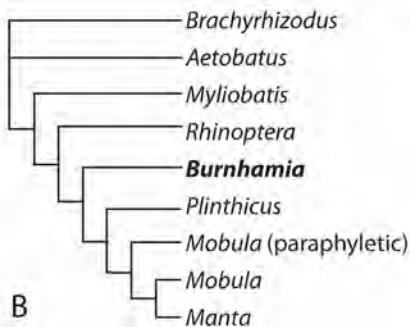 Brachyrhizodus
Aetobatus
Myliobatis
Rhinoptera
Burnhamia
Plinthicus
Mobula (paraphyletic)
Mobula
Manta
B